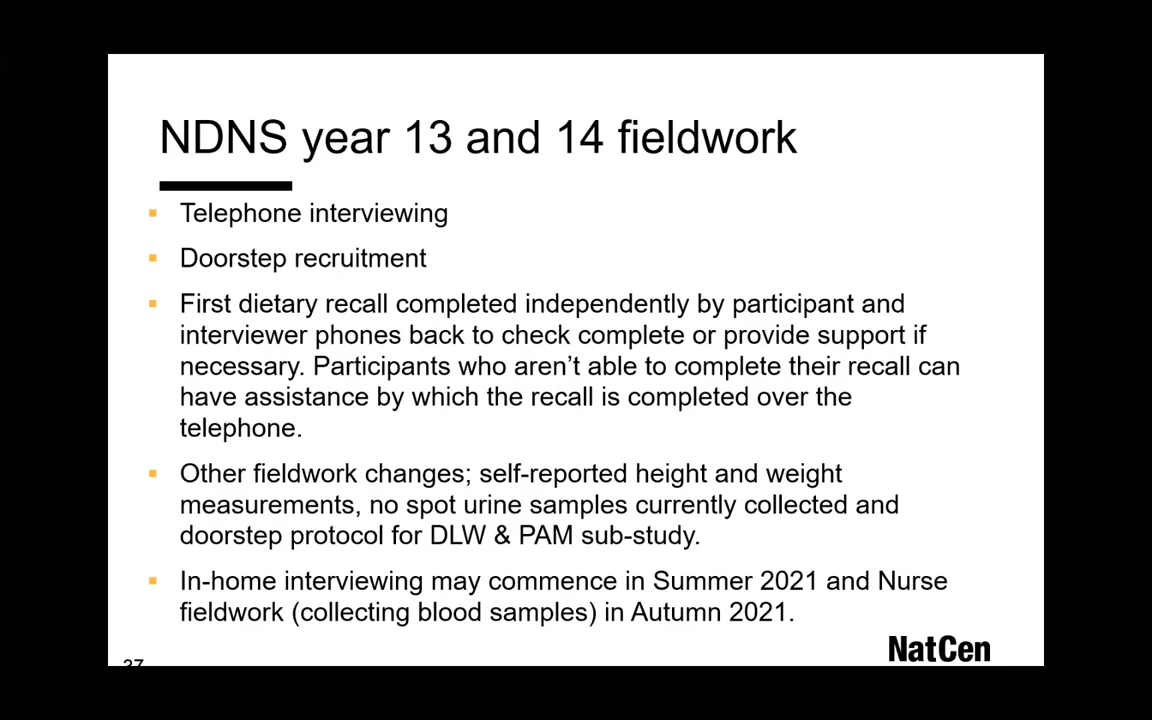 NDNS year 13 and 14 fieldwork
Telephone interviewing
Doorstep recruitment
First dietary recall completed independently by participant and
interviewer phones back to check complete or provide support if
necessary. Participants who aren’t able to complete their recall can
have assistance by which the recall is completed over the
telephone.
Other fieldwork changes; self-reported height and weight
measurements, no spot urine samples currently collected and
doorstep protocol for DLW & PAM sub-study.
In-home interviewing may commence in Summer 2021 and Nurse
fieldwork (collecting blood samples) in Autumn 2021.
NatCen